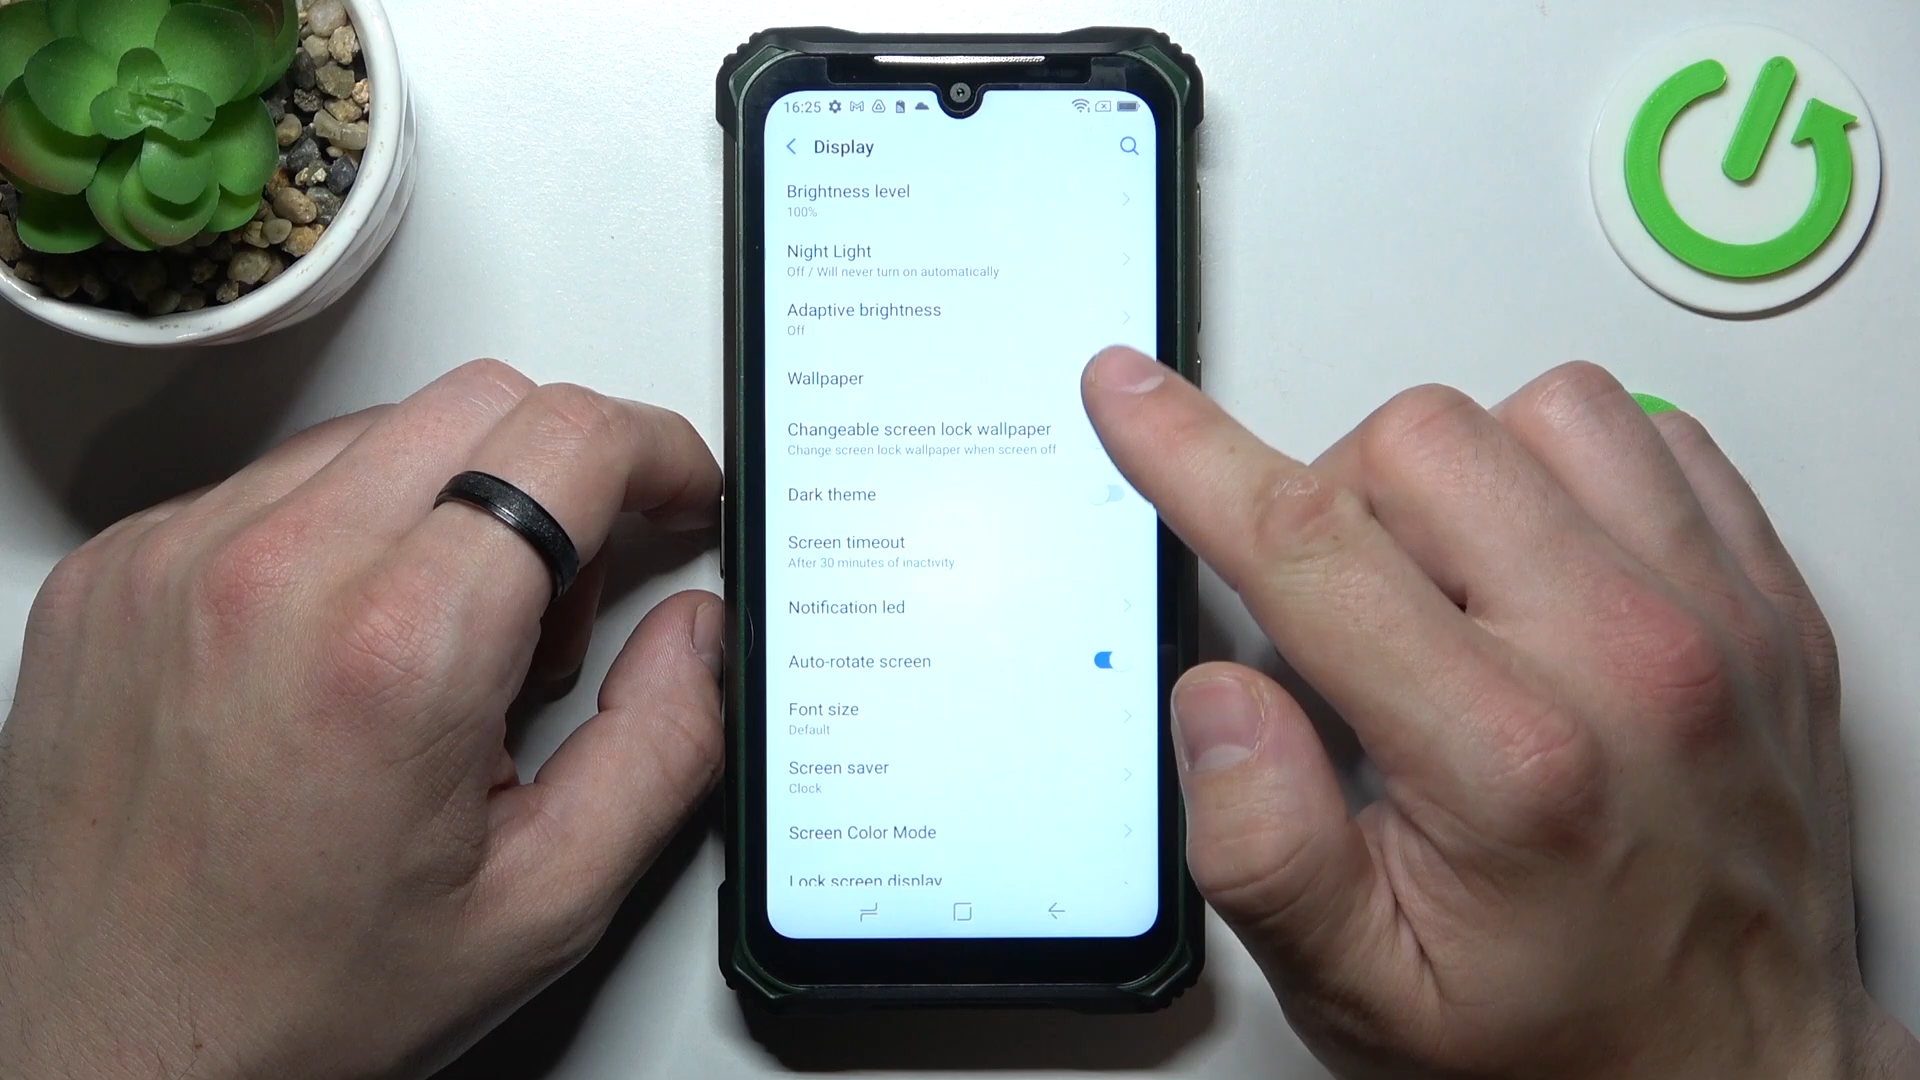 16:25
Display
Brightness level
100%
Night Light
Off / Will never turn on automatically
Adaptive brightness
Off
Wallpaper
Changeable screen lock wallpaper
Change screen lock wallpaper when screen off
Dark theme
Screen timeout
After 30 minutes of inactivity
Notification led
Auto-rotate screen
Font size
Default
Screen saver
Clock
Screen Color Mode
Lock screen display